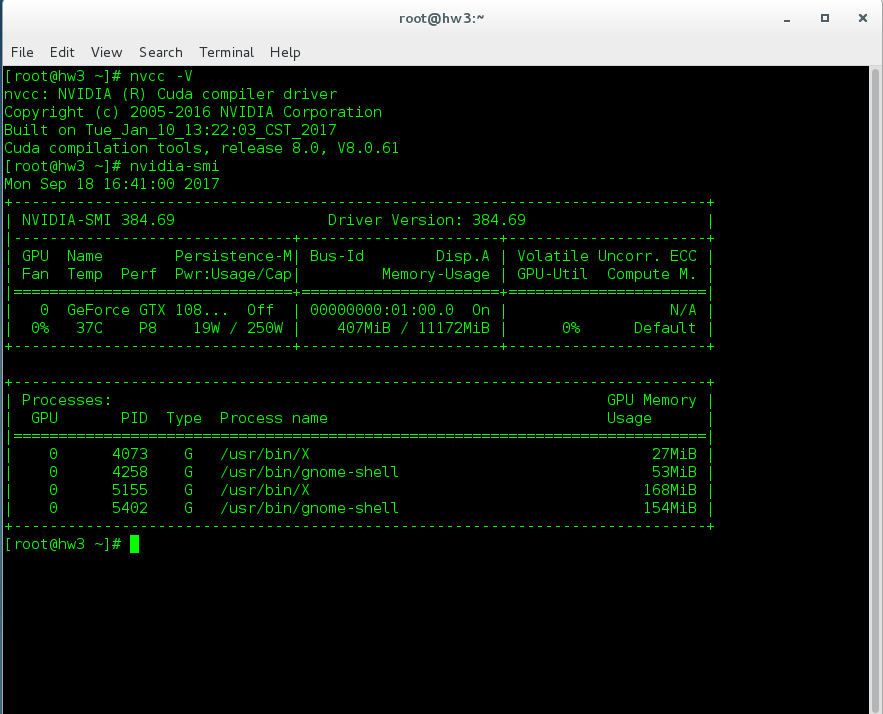 root@hw3:~
File Edit View Search Terminal Help
[root@hw3 ~]# nvcc -V
nvcc: NVIDIA (R) Cuda compiler driver
Copyright (c) 2005-2016 NVIDIA Corporation
Built on Tue_Jan_10_13:22:03_CST_2017
Cuda compilation tools, release 8.0, V8.0.61
[root@hw3 ~]# nvidia-smi
Mon Sep 18 16:41:00 2017
+-----------------------------------------------------------------------------+
| NVIDIA-SMI 384.69                 Driver Version: 384.69                    |
|-------------------------------+----------------------+----------------------+
| GPU  Name        Persistence-M| Bus-Id        Disp.A | Volatile Uncorr. ECC |
| Fan  Temp  Perf  Pwr:Usage/Cap|         Memory-Usage | GPU-Util  Compute M. |
|===============================+======================+======================|
|   0  GeForce GTX 108...  Off  | 00000000:01:00.0  On |                  N/A |
|  0%   37C    P8    19W / 250W |    407MiB / 11172MiB |      0%      Default |
+-------------------------------+----------------------+----------------------+
+-----------------------------------------------------------------------------+
| Processes:                                                       GPU Memory |
|  GPU       PID  Type  Process name                               Usage      |
|=============================================================================|
|    0      4073    G   /usr/bin/X                                      27MiB |
|    0      4258    G   /usr/bin/gnome-shell                            53MiB |
|    0      5155    G   /usr/bin/X                                     168MiB |
|    0      5402    G   /usr/bin/gnome-shell                           154MiB |
+-----------------------------------------------------------------------------+
[root@hw3 ~]#